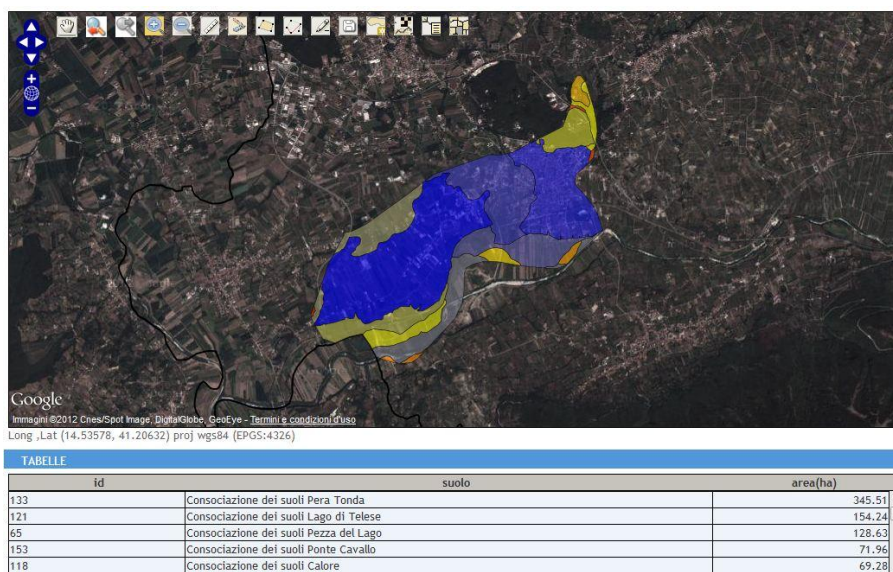 Google
Immagini ©2012 Cnes/Spot Image, DigitalGlobe, GeoEye - Termini e condizioni d'uso
Long ,Lat (14.53578, 41.20632) proj wgs84 (EPGS:4326)
TABELLE
id suolo area(ha)
133 Consociazione dei suoli Pera Tonda 345.51
121 Consociazione dei suoli Lago di Telese 154.24
65 Consociazione dei suoli Pezza del Lago 128.63
153 Consociazione dei suoli Ponte Cavallo 71.96
118 Consociazione dei suoli Calore 69.28